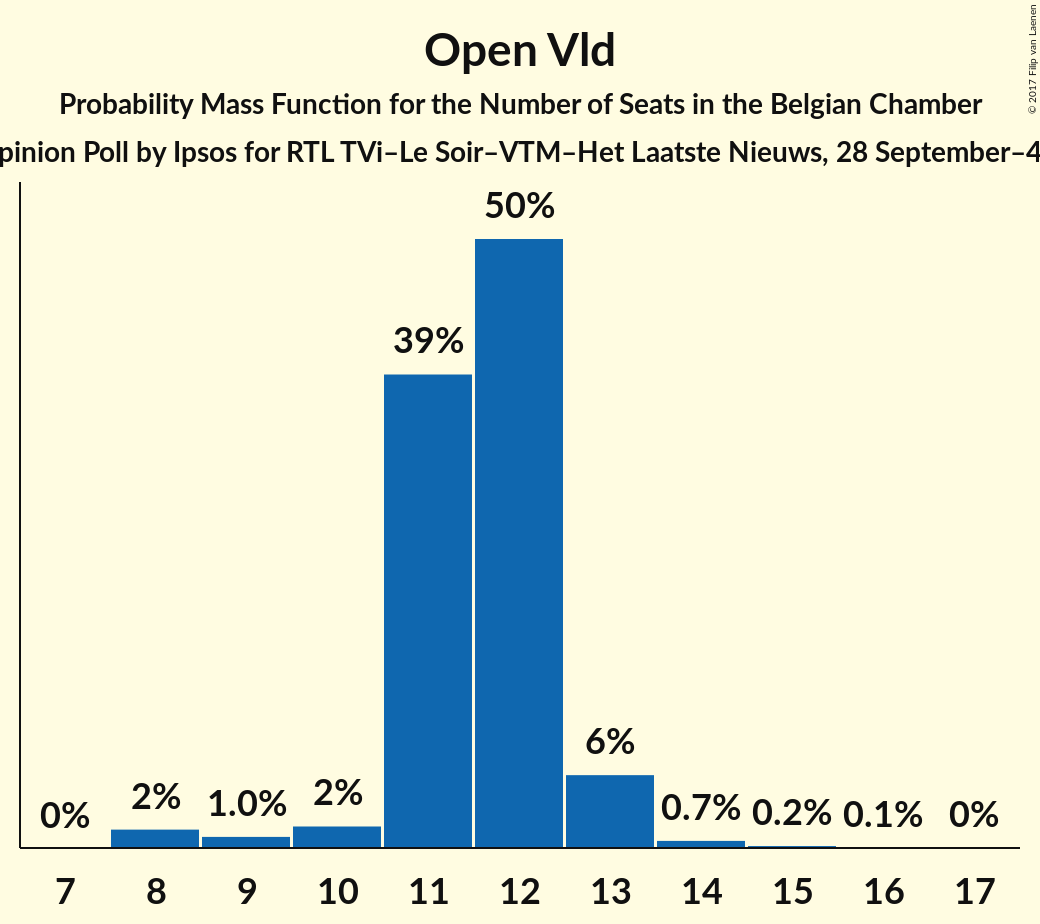 Open Vld
Probability Mass Function for the Number of Seats in the Belgian Chamber
pinion Poll by Ipsos for RTL TVi–Le Soir–VTM–Het Laatste Nieuws, 28 September–4
© 2017 Filip van Laenen
0% 2% 1.0% 2% 39% 50% 6% 0.7% 0.2% 0.1% 0%
7 8 9 10 11 12 13 14 15 16 17